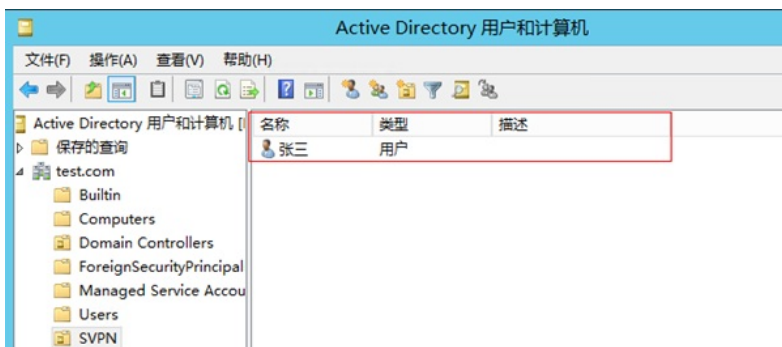 Active Directory 用户和计算机
文件(F) 操作(A) 查看(V) 帮助(H)
Active Directory 用户和计算机 [
名称 类型 描述
保存的查询
张三 用户
test.com
Builtin
Computers
Domain Controllers
ForeignSecurityPrincipal
Managed Service Accou
Users
SVPN